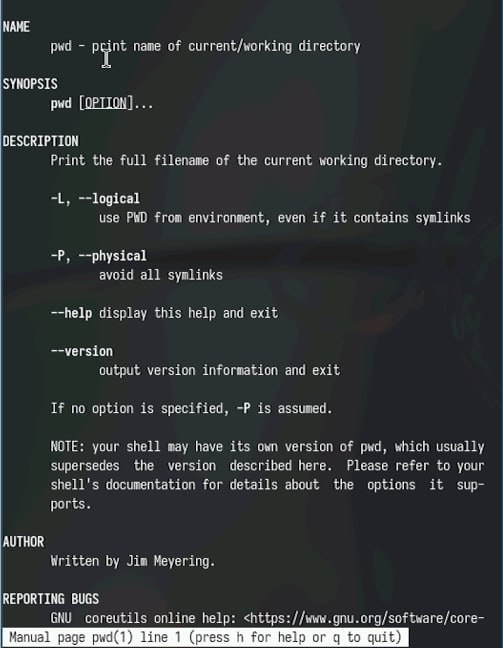 NAME
pwd - print name of current/working directory
SYNOPSIS
pwd [OPTION]...
DESCRIPTION
Print the full filename of the current working directory.
-L, --logical
use PWD from environment, even if it contains symlinks
-P, --physical
avoid all symlinks
--help display this help and exit
--version
output version information and exit
If no option is specified, -P is assumed.
NOTE: your shell may have its own version of pwd, which usually
supersedes the version described here. Please refer to your
shell's documentation for details about the options it sup-
ports.
AUTHOR
Written by Jim Meyering.
REPORTING BUGS
GNU coreutils online help: <https://www.gnu.org/software/core-
Manual page pwd(1) line 1 (press h for help or q to quit)